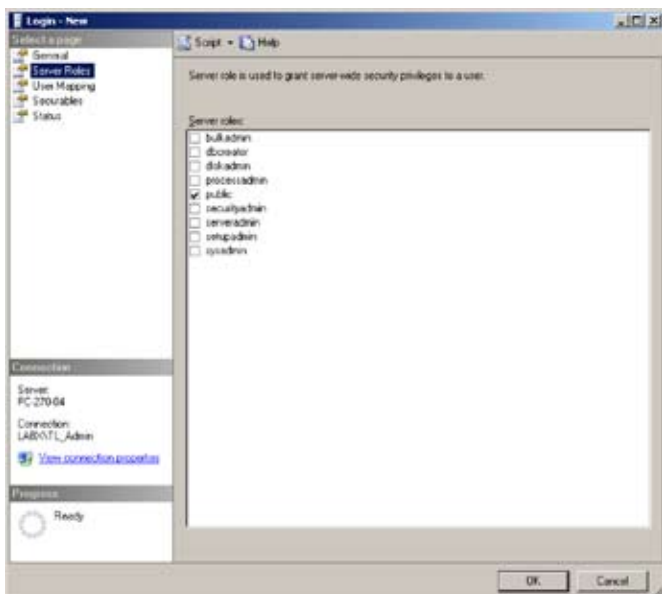 Login - New
Select a page
General
Server Roles
User Mapping
Securables
Status
Script
Help
Server role is used to grant server-wide security privileges to a user.
Server roles:
bulkadmin
dbcreator
diskadmin
processadmin
public
securityadmin
serveradmin
setupadmin
sysadmin
Connection
Server:
PC-270-04
Connection:
View connection properties
Progress
Ready
OK
Cancel